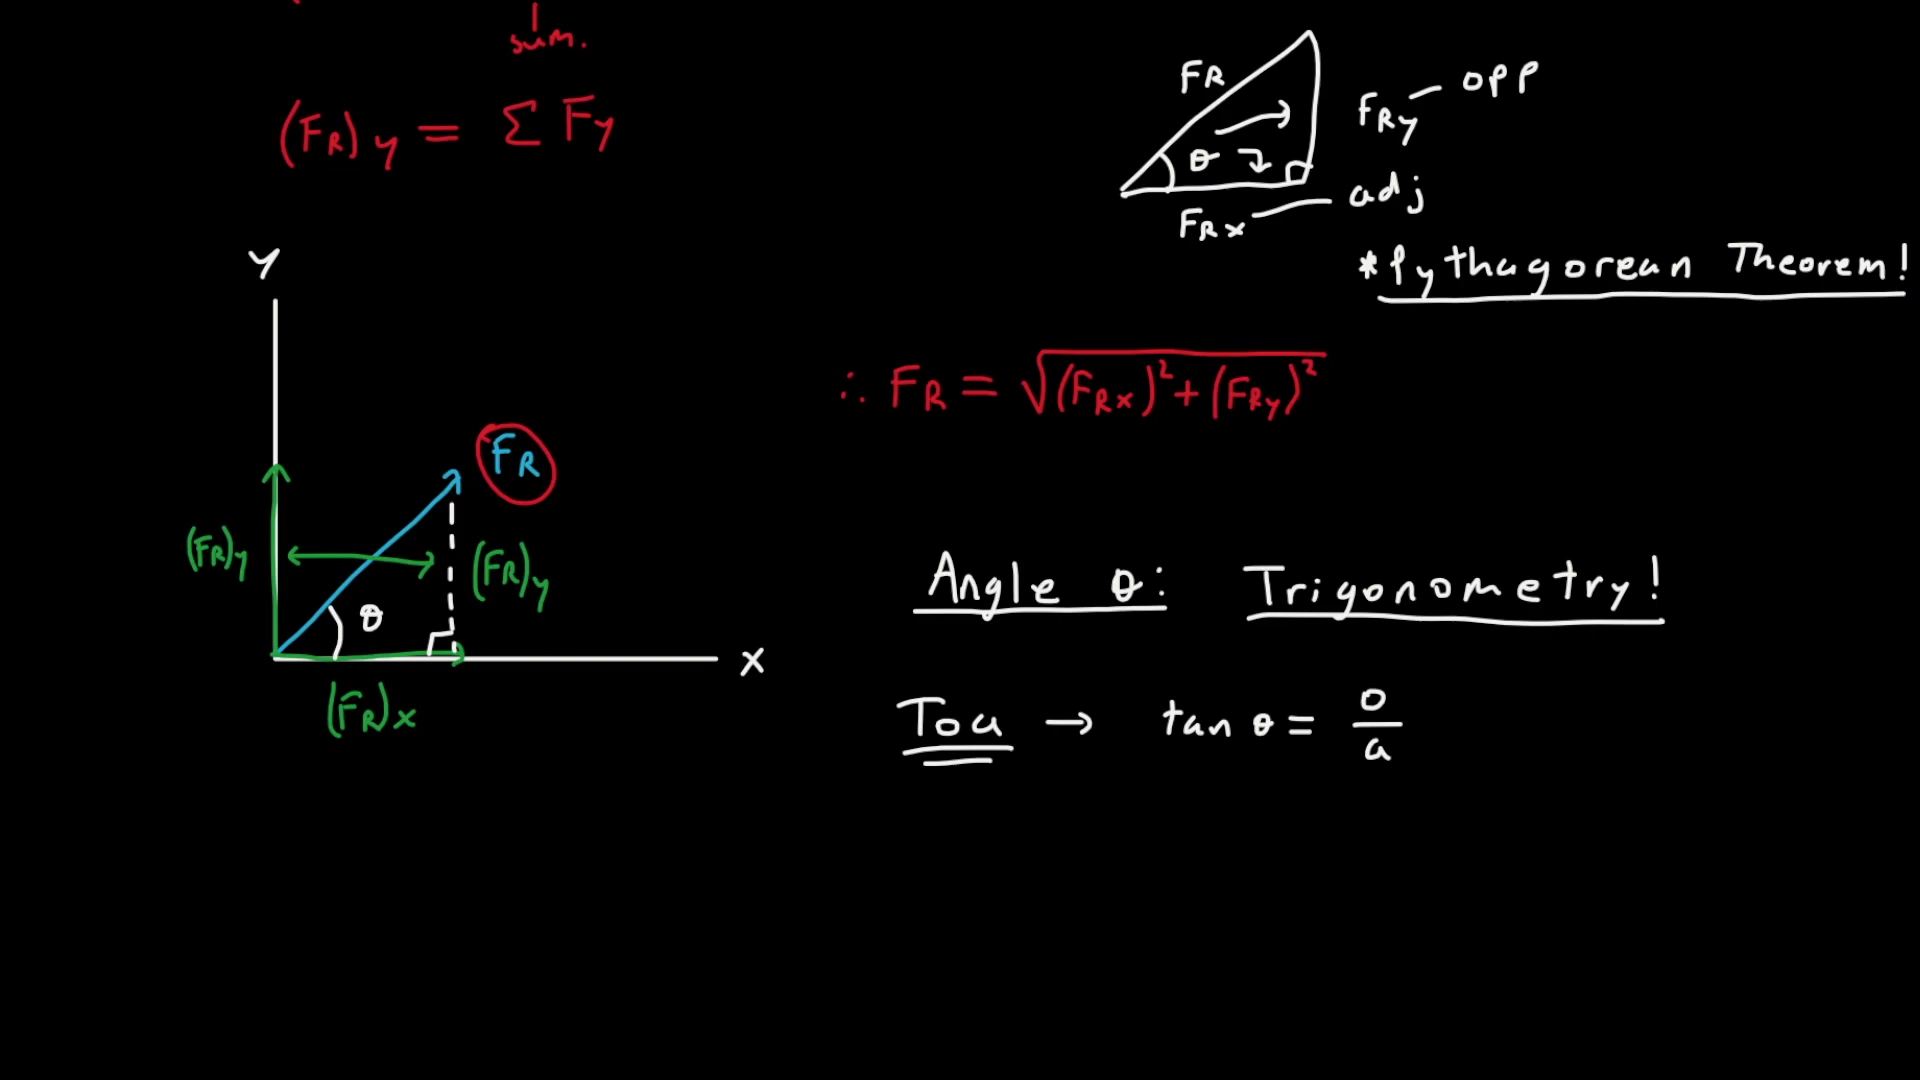 sum.
(FR)y = Σ Fy
FR
FRy — opp
θ
adj
FRx
*Pythagorean Theorem!
Y
∴ FR = √(FRx)² + (FRy)²
FR
(FR)y
(FR)y
θ
X
(FR)x
Angle θ: Trigonometry!
Toa → tan θ = o/a